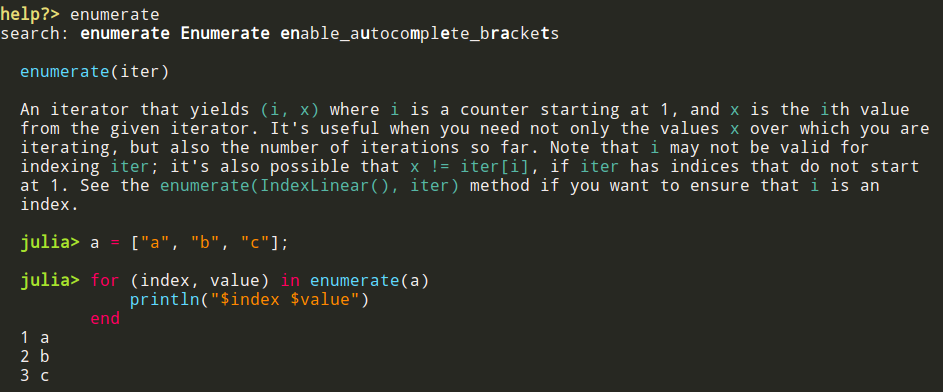 help?> enumerate
search: enumerate Enumerate enable_autocomplete_brackets
enumerate(iter)
An iterator that yields (i, x) where i is a counter starting at 1, and x is the ith value
from the given iterator. It's useful when you need not only the values x over which you are
iterating, but also the number of iterations so far. Note that i may not be valid for
indexing iter; it's also possible that x != iter[i], if iter has indices that do not start
at 1. See the enumerate(IndexLinear(), iter) method if you want to ensure that i is an
index.
julia> a = ["a", "b", "c"];
julia> for (index, value) in enumerate(a)
println("$index $value")
end
1 a
2 b
3 c